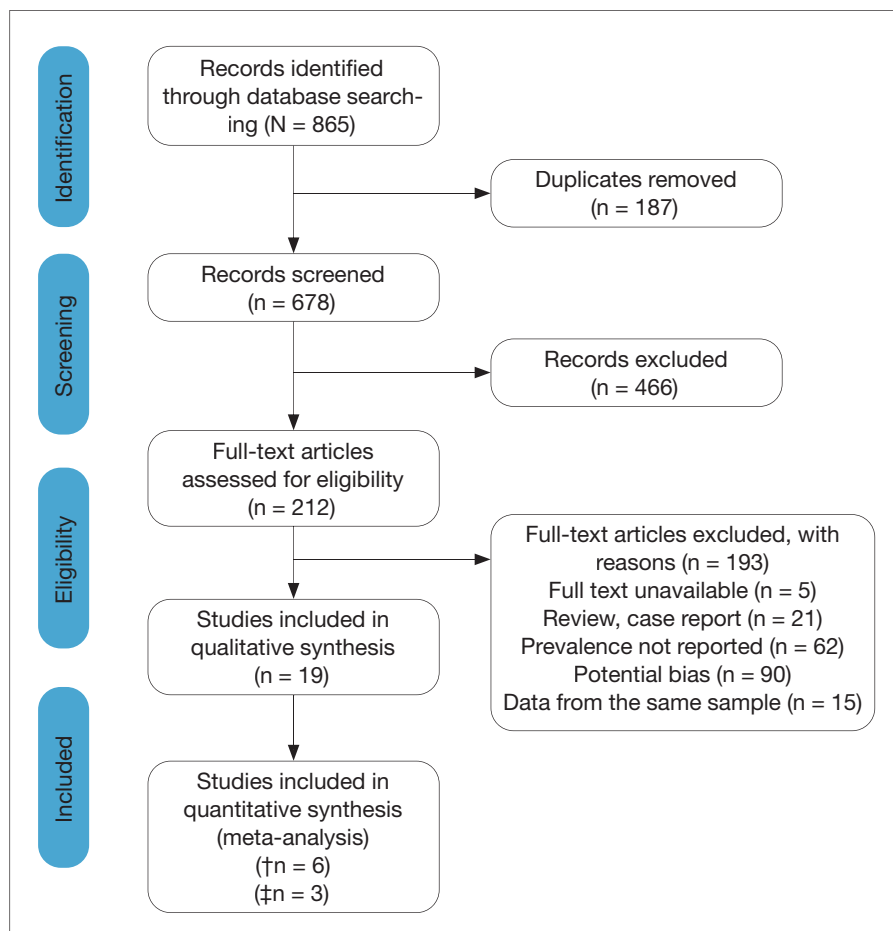 Identification
Records identified
through database search-
ing (N = 865)
Duplicates removed
(n = 187)
Screening
Records screened
(n = 678)
Records excluded
(n = 466)
Eligibility
Full-text articles
assessed for eligibility
(n = 212)
Full-text articles excluded, with
reasons (n = 193)
Full text unavailable (n = 5)
Review, case report (n = 21)
Prevalence not reported (n = 62)
Potential bias (n = 90)
Data from the same sample (n = 15)
Studies included in
qualitative synthesis
(n = 19)
Included
Studies included in
quantitative synthesis
(meta-analysis)
(†n = 6)
(‡n = 3)